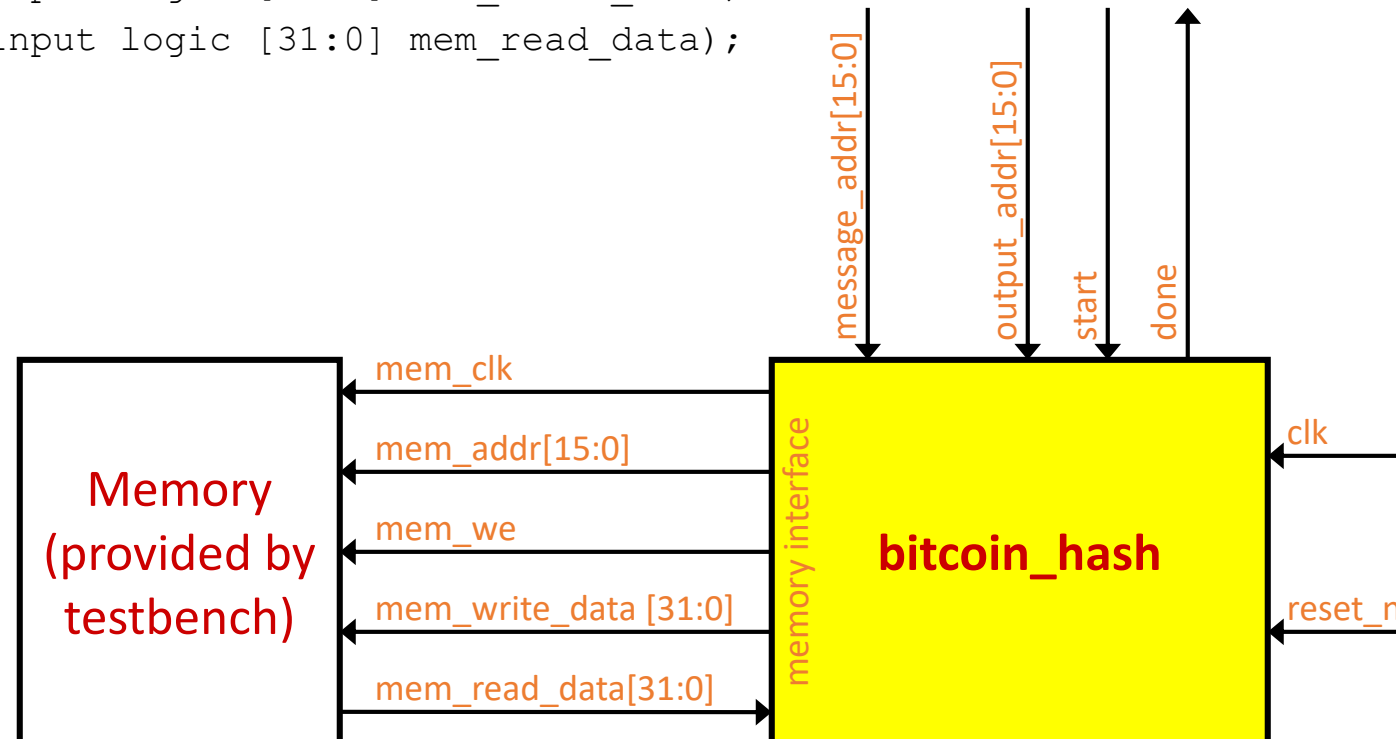 input logic [31:0] mem_read_data);
message_addr[15:0]
output_addr[15:0]
start
done
mem_clk
mem_addr[15:0]
mem_we
mem_write_data [31:0]
mem_read_data[31:0]
Memory
(provided by
testbench)
memory interface
bitcoin_hash
clk
reset_n